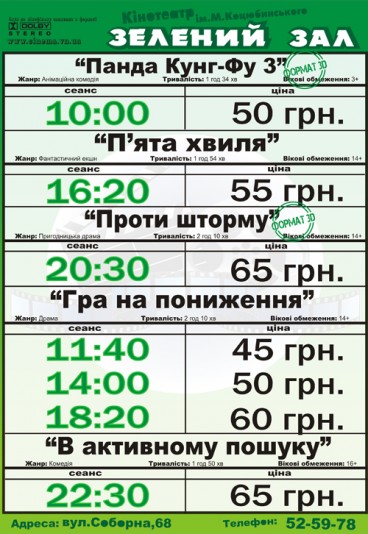 Кінотеатр ім.М.Коцюбинського
DOLBY
STEREO
www.cinema.vn.ua
ЗЕЛЕНИЙ ЗАЛ
“Панда Кунг-Фу 3”
ФОРМАТ 3D
Жанр: Анімаційна комедія Тривалість: 1 год 34 хв Вікові обмеження: 3+
сеанс ціна
10:00 50 грн.
“П’ята хвиля”
Жанр: Фантастичний екшн Тривалість: 1 год 54 хв Вікові обмеження: 14+
сеанс ціна
16:20 55 грн.
“Проти шторму”
ФОРМАТ 3D
Жанр: Пригодницька драма Тривалість: 2 год 10 хв Вікові обмеження: 14+
сеанс ціна
20:30 65 грн.
“Гра на пониження”
Жанр: Драма Тривалість: 2 год 10 хв Вікові обмеження: 14+
сеанс ціна
11:40 45 грн.
14:00 50 грн.
18:20 60 грн.
“В активному пошуку”
Жанр: Комедія Тривалість: 1 год 50 хв Вікові обмеження: 16+
сеанс ціна
22:30 65 грн.
Адреса: вул.Соборна,68 Телефон: 52-59-78